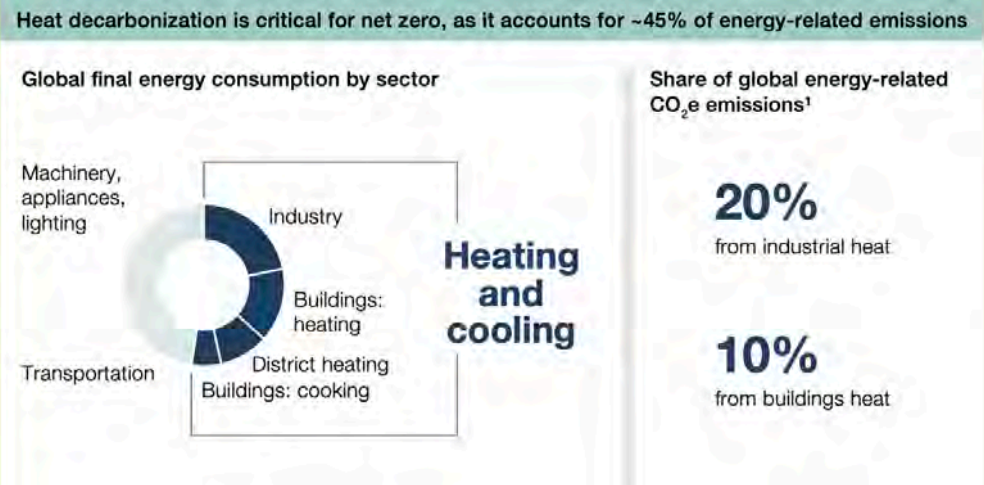 Heat decarbonization is critical for net zero, as it accounts for ~45% of energy-related emissions
Global final energy consumption by sector
Machinery,
appliances,
lighting
Transportation
Industry
Buildings:
heating
District heating
Buildings: cooking
Heating
and
cooling
Share of global energy-related
CO₂e emissions¹
20%
from industrial heat
10%
from buildings heat